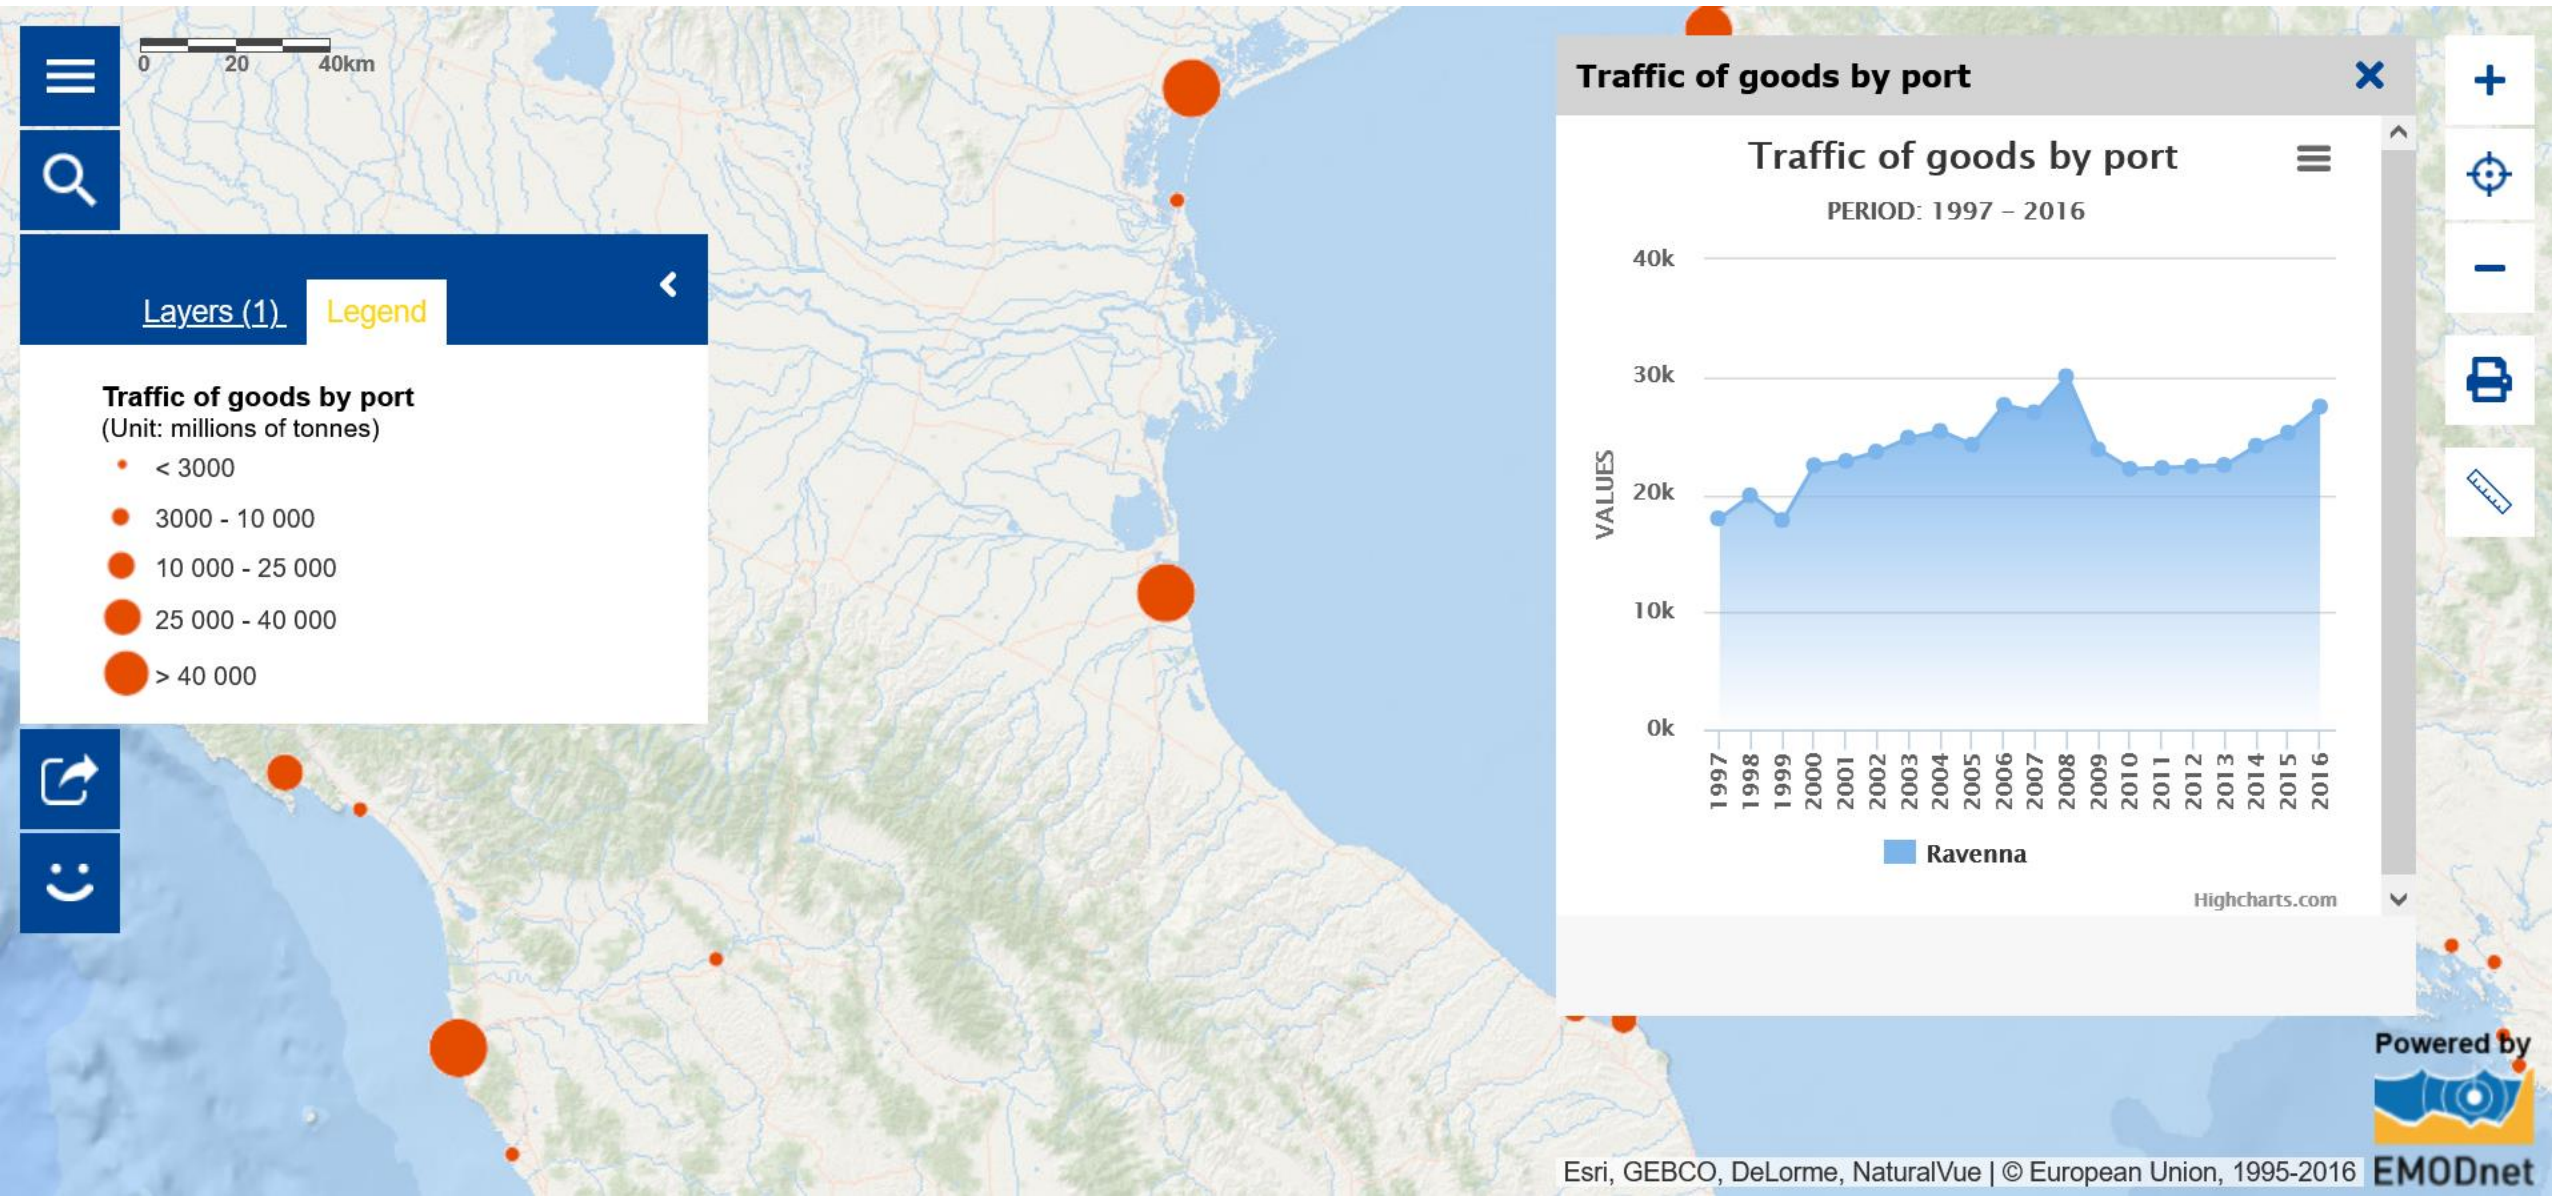 0 20 40km
Layers (1)
Legend
Traffic of goods by port
(Unit: millions of tonnes)
< 3000
3000 - 10 000
10 000 - 25 000
25 000 - 40 000
> 40 000
Traffic of goods by port
Traffic of goods by port
PERIOD: 1997 – 2016
VALUES
40k
30k
20k
10k
0k
1997
1998
1999
2000
2001
2002
2003
2004
2005
2006
2007
2008
2009
2010
2011
2012
2013
2014
2015
2016
Ravenna
Highcharts.com
Powered by
EMODnet
Esri, GEBCO, DeLorme, NaturalVue | © European Union, 1995-2016